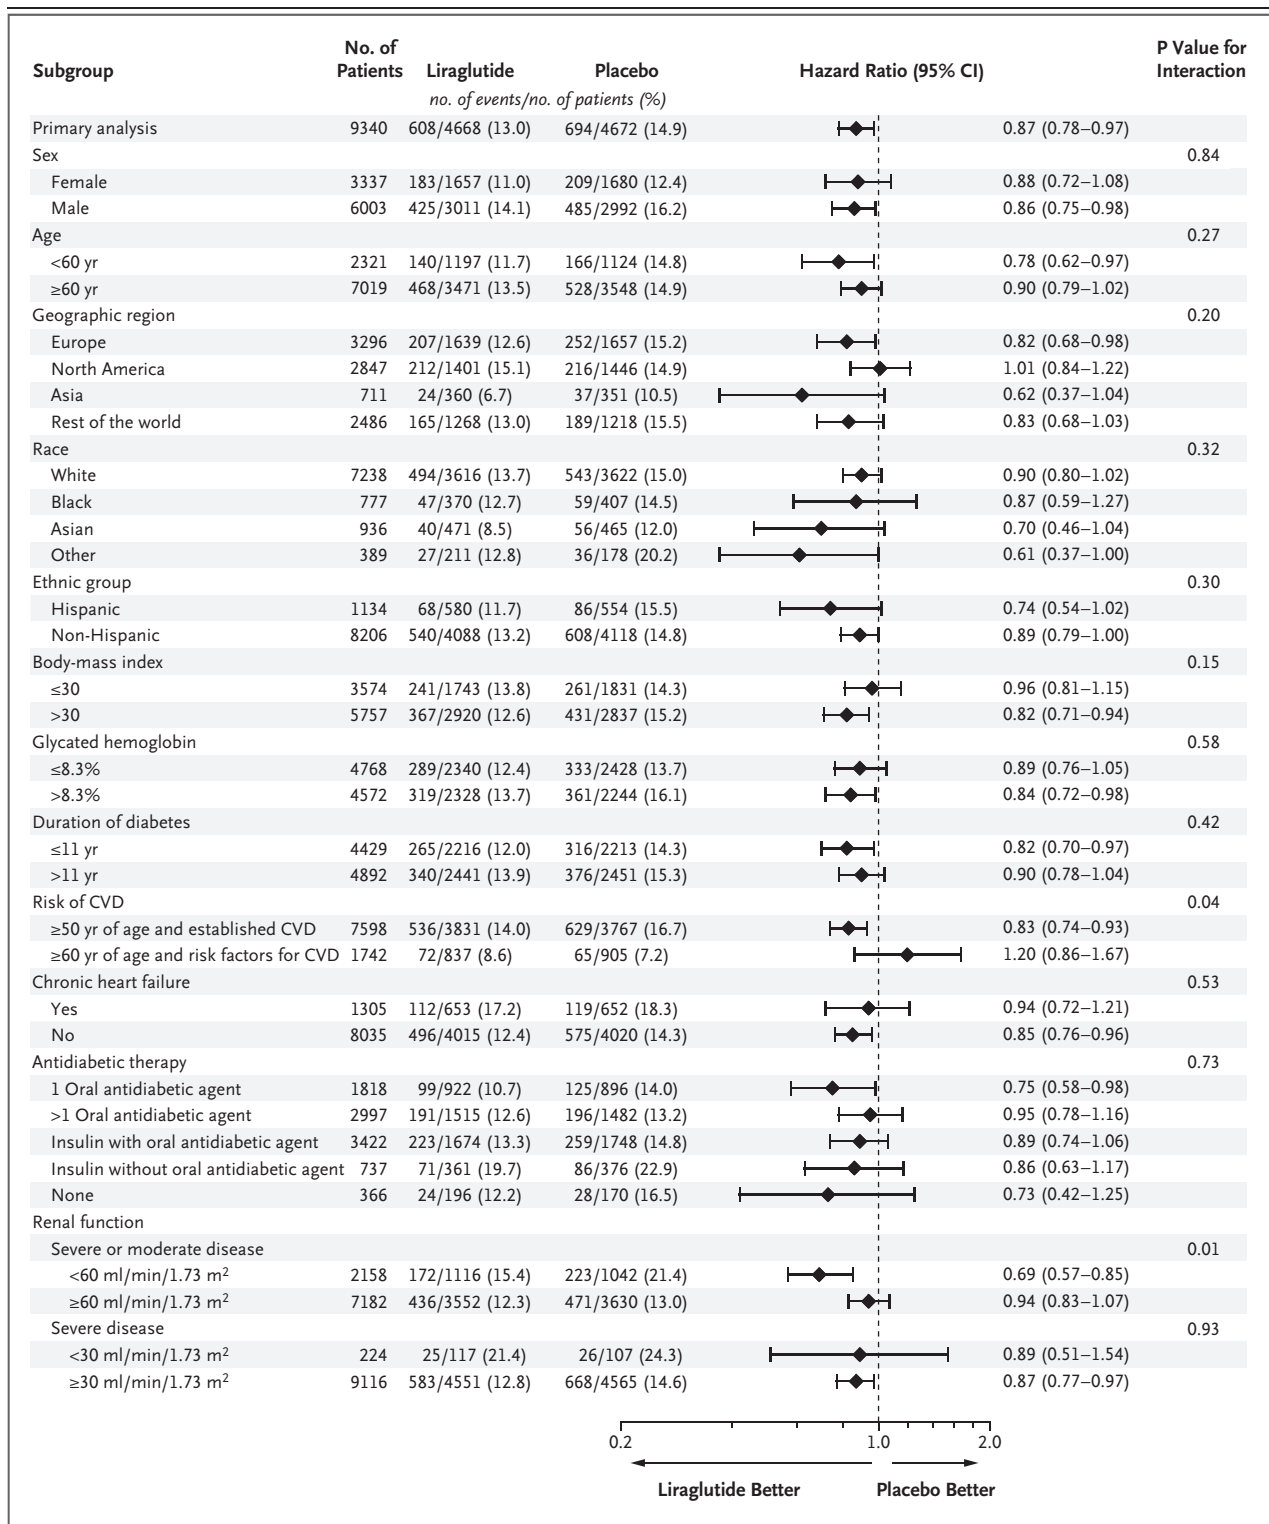 No. of P Value for
Subgroup Patients Liraglutide Placebo Hazard Ratio (95% CI) Interaction
no. of events/no. of patients (%)
Primary analysis 9340 608/4668 (13.0) 694/4672 (14.9) 0.87 (0.78–0.97)
Sex 0.84
Female 3337 183/1657 (11.0) 209/1680 (12.4) 0.88 (0.72–1.08)
Male 6003 425/3011 (14.1) 485/2992 (16.2) 0.86 (0.75–0.98)
Age 0.27
<60 yr 2321 140/1197 (11.7) 166/1124 (14.8) 0.78 (0.62–0.97)
≥60 yr 7019 468/3471 (13.5) 528/3548 (14.9) 0.90 (0.79–1.02)
Geographic region 0.20
Europe 3296 207/1639 (12.6) 252/1657 (15.2) 0.82 (0.68–0.98)
North America 2847 212/1401 (15.1) 216/1446 (14.9) 1.01 (0.84–1.22)
Asia 711 24/360 (6.7) 37/351 (10.5) 0.62 (0.37–1.04)
Rest of the world 2486 165/1268 (13.0) 189/1218 (15.5) 0.83 (0.68–1.03)
Race 0.32
White 7238 494/3616 (13.7) 543/3622 (15.0) 0.90 (0.80–1.02)
Black 777 47/370 (12.7) 59/407 (14.5) 0.87 (0.59–1.27)
Asian 936 40/471 (8.5) 56/465 (12.0) 0.70 (0.46–1.04)
Other 389 27/211 (12.8) 36/178 (20.2) 0.61 (0.37–1.00)
Ethnic group 0.30
Hispanic 1134 68/580 (11.7) 86/554 (15.5) 0.74 (0.54–1.02)
Non-Hispanic 8206 540/4088 (13.2) 608/4118 (14.8) 0.89 (0.79–1.00)
Body-mass index 0.15
≤30 3574 241/1743 (13.8) 261/1831 (14.3) 0.96 (0.81–1.15)
>30 5757 367/2920 (12.6) 431/2837 (15.2) 0.82 (0.71–0.94)
Glycated hemoglobin 0.58
≤8.3% 4768 289/2340 (12.4) 333/2428 (13.7) 0.89 (0.76–1.05)
>8.3% 4572 319/2328 (13.7) 361/2244 (16.1) 0.84 (0.72–0.98)
Duration of diabetes 0.42
≤11 yr 4429 265/2216 (12.0) 316/2213 (14.3) 0.82 (0.70–0.97)
>11 yr 4892 340/2441 (13.9) 376/2451 (15.3) 0.90 (0.78–1.04)
Risk of CVD 0.04
≥50 yr of age and established CVD 7598 536/3831 (14.0) 629/3767 (16.7) 0.83 (0.74–0.93)
≥60 yr of age and risk factors for CVD 1742 72/837 (8.6) 65/905 (7.2) 1.20 (0.86–1.67)
Chronic heart failure 0.53
Yes 1305 112/653 (17.2) 119/652 (18.3) 0.94 (0.72–1.21)
No 8035 496/4015 (12.4) 575/4020 (14.3) 0.85 (0.76–0.96)
Antidiabetic therapy 0.73
1 Oral antidiabetic agent 1818 99/922 (10.7) 125/896 (14.0) 0.75 (0.58–0.98)
>1 Oral antidiabetic agent 2997 191/1515 (12.6) 196/1482 (13.2) 0.95 (0.78–1.16)
Insulin with oral antidiabetic agent 3422 223/1674 (13.3) 259/1748 (14.8) 0.89 (0.74–1.06)
Insulin without oral antidiabetic agent 737 71/361 (19.7) 86/376 (22.9) 0.86 (0.63–1.17)
None 366 24/196 (12.2) 28/170 (16.5) 0.73 (0.42–1.25)
Renal function
Severe or moderate disease 0.01
<60 ml/min/1.73 m² 2158 172/1116 (15.4) 223/1042 (21.4) 0.69 (0.57–0.85)
≥60 ml/min/1.73 m² 7182 436/3552 (12.3) 471/3630 (13.0) 0.94 (0.83–1.07)
Severe disease 0.93
<30 ml/min/1.73 m² 224 25/117 (21.4) 26/107 (24.3) 0.89 (0.51–1.54)
≥30 ml/min/1.73 m² 9116 583/4551 (12.8) 668/4565 (14.6) 0.87 (0.77–0.97)
0.2 1.0 2.0
Liraglutide Better Placebo Better